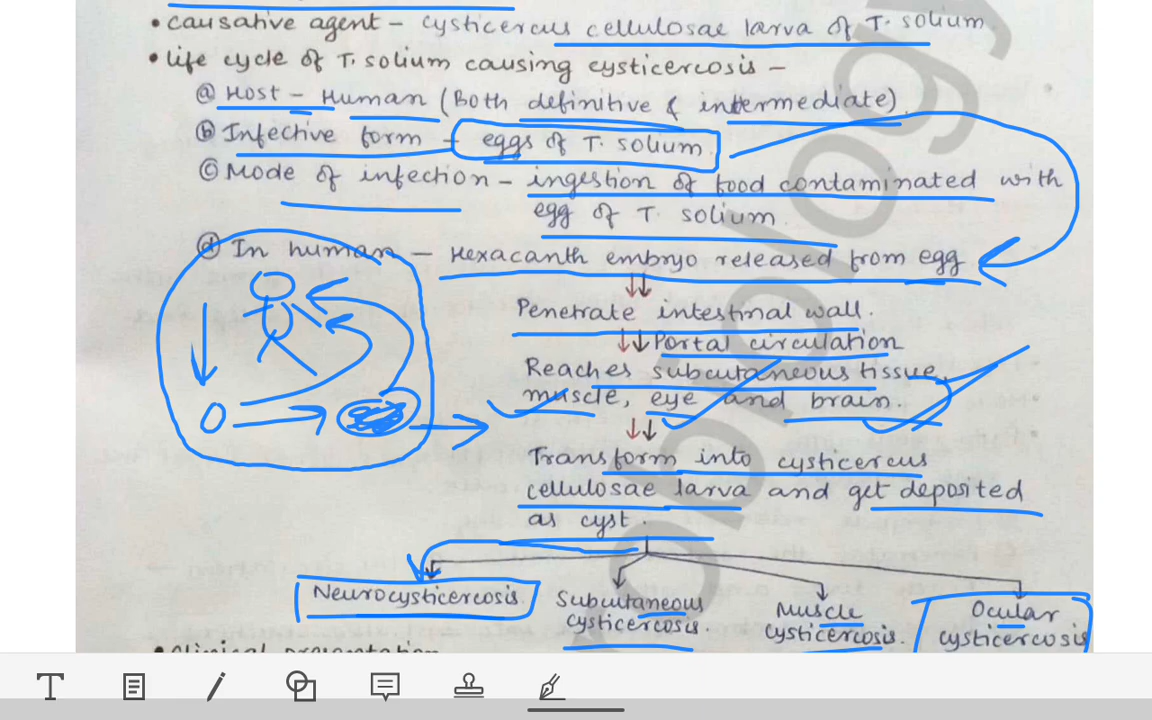 • causative agent – cysticercus cellulosae larva of T. solium
• life cycle of T. solium causing cysticercosis –
ⓐ Host – Human (Both definitive & intermediate)
ⓑ Infective form – eggs of T. solium
ⓒ Mode of infection – ingestion of food contaminated with
egg of T. solium
ⓓ In human – Hexacanth embryo released from egg
Penetrate intestinal wall.
Portal circulation
Reaches subcutaneous tissue,
muscle, eye and brain.
Transform into cysticercus
cellulosae larva and get deposited
as cyst
Neurocysticercosis.
Subcutaneous
cysticercosis.
Muscle
cysticercosis.
Ocular
cysticercosis